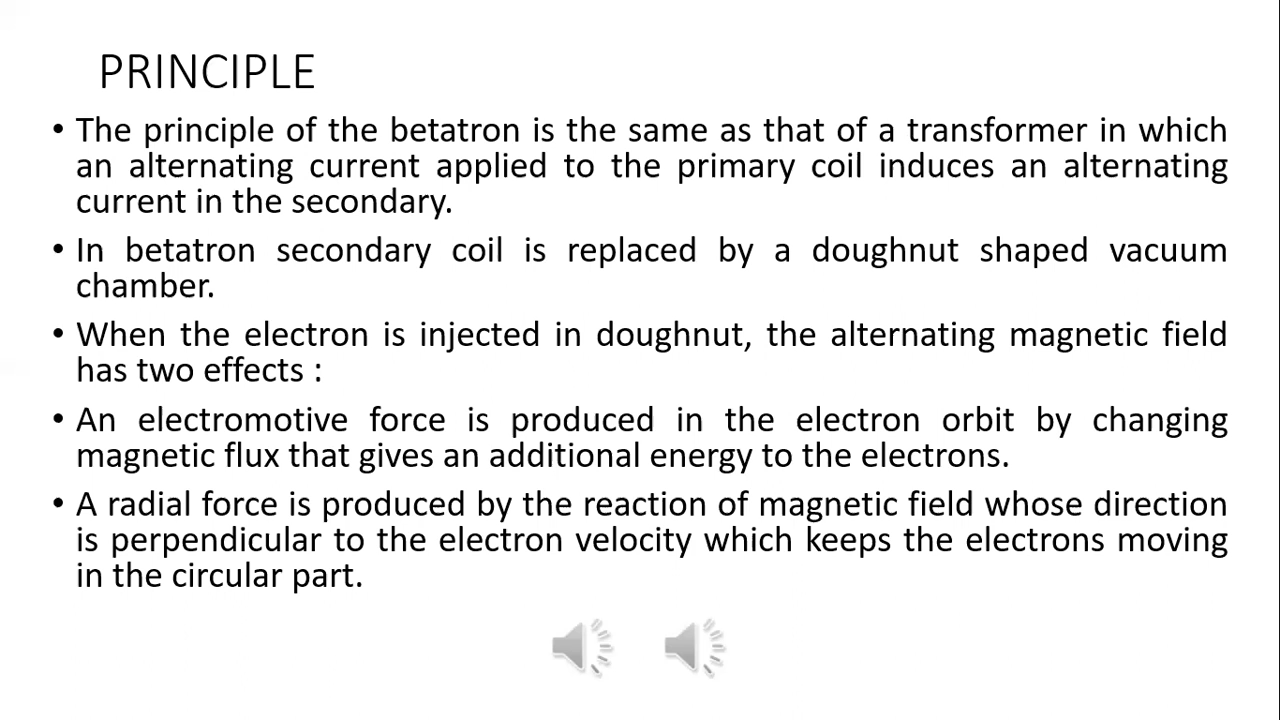 PRINCIPLE
• The principle of the betatron is the same as that of a transformer in which
an alternating current applied to the primary coil induces an alternating
current in the secondary.
• In betatron secondary coil is replaced by a doughnut shaped vacuum
chamber.
• When the electron is injected in doughnut, the alternating magnetic field
has two effects :
• An electromotive force is produced in the electron orbit by changing
magnetic flux that gives an additional energy to the electrons.
• A radial force is produced by the reaction of magnetic field whose direction
is perpendicular to the electron velocity which keeps the electrons moving
in the circular part.